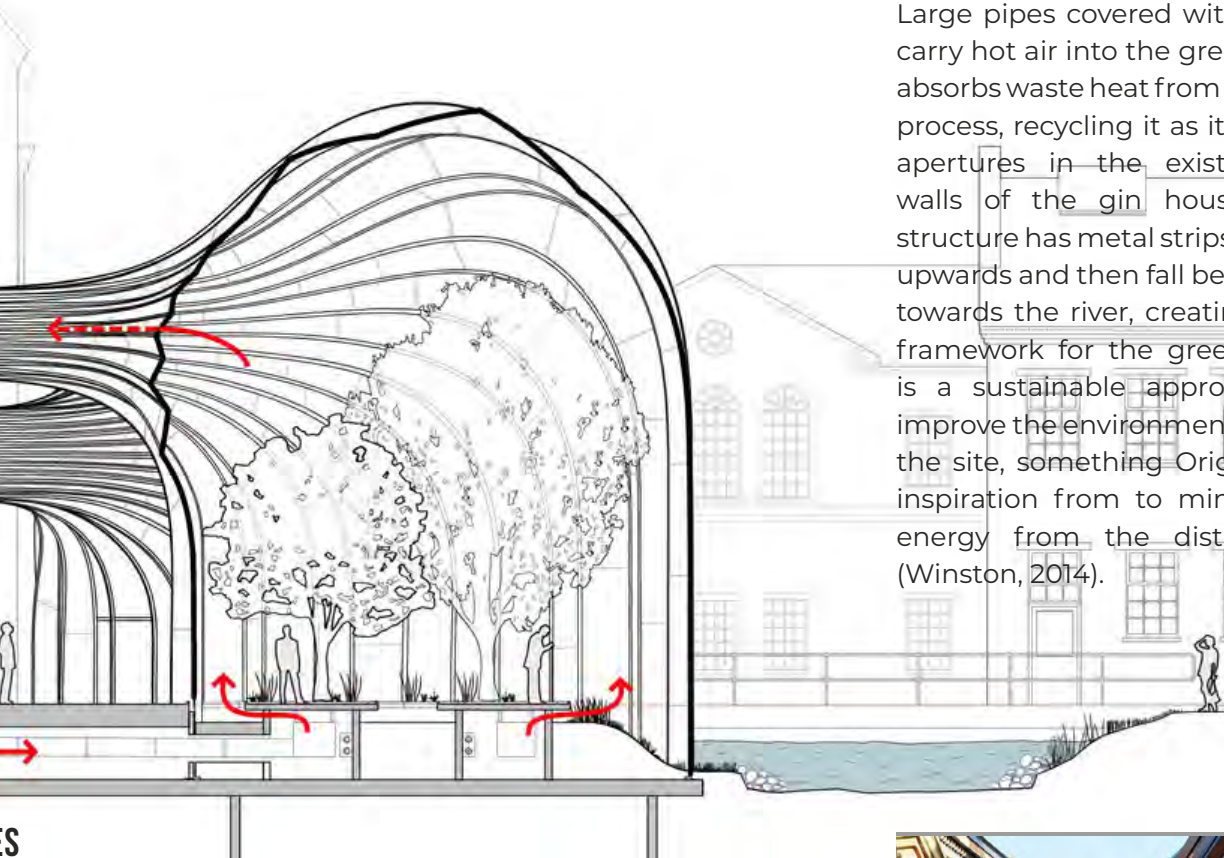 Large pipes covered wit
carry hot air into the gre
absorbs waste heat from
process, recycling it as it
apertures in the exist
walls of the gin hous
structure has metal strips
upwards and then fall be
towards the river, creatin
framework for the gree
is a sustainable appro
improve the environmen
the site, something Orig
inspiration from to min
energy from the dist
(Winston, 2014).
ES